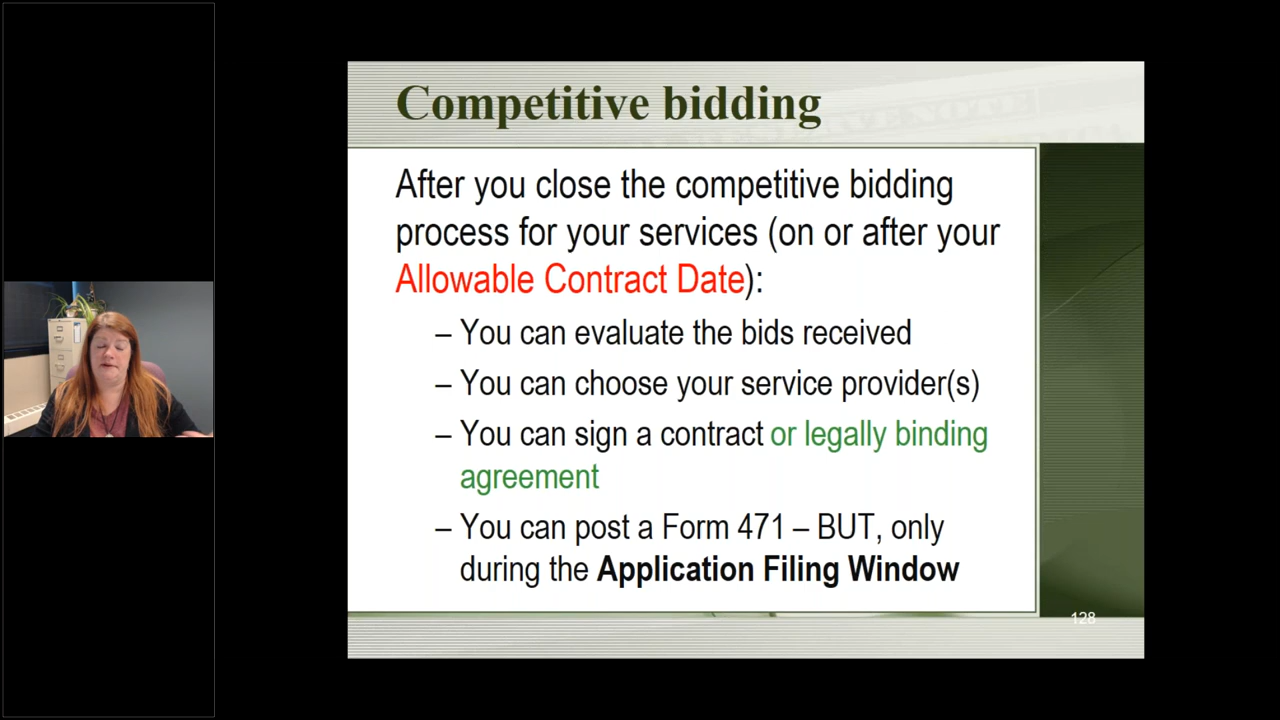 Competitive bidding
After you close the competitive bidding
process for your services (on or after your
Allowable Contract Date):
– You can evaluate the bids received
– You can choose your service provider(s)
– You can sign a contract or legally binding
agreement
– You can post a Form 471 – BUT, only
during the Application Filing Window
128